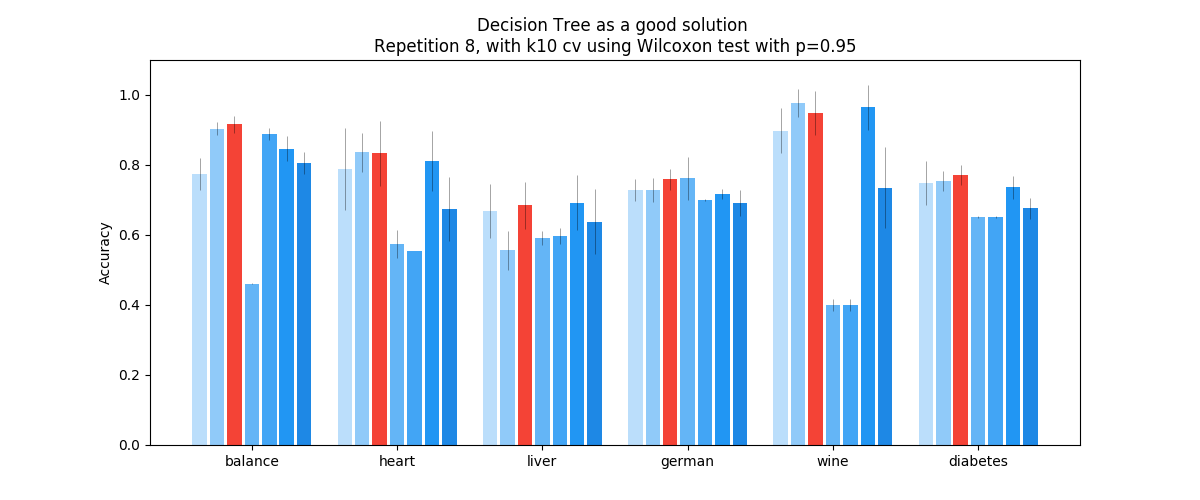 Decision Tree as a good solution
Repetition 8, with k10 cv using Wilcoxon test with p=0.95
Accuracy
1.0
0.8
0.6
0.4
0.2
0.0
balance heart liver german wine diabetes